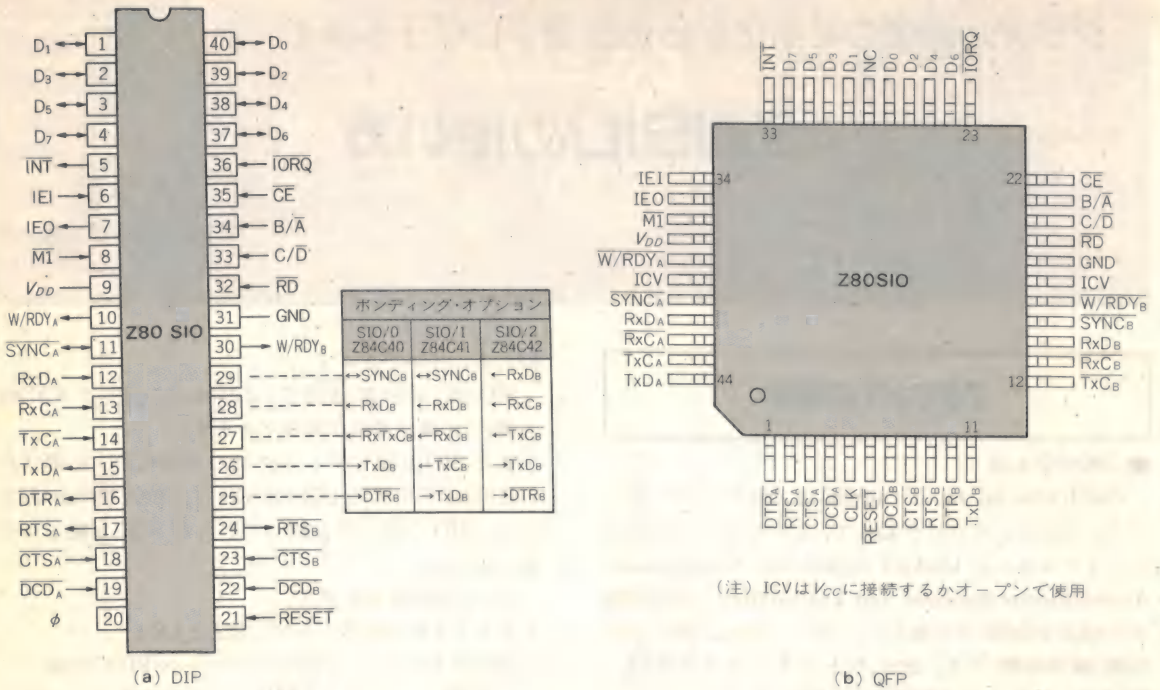 D1 1 40 D0
D3 2 39 D2
D5 3 38 D4
D7 4 37 D6
INT 5 36 IORQ
IEI 6 35 CE
IEO 7 34 B/A
M1 8 33 C/D
VDD 9 32 RD
W/RDYA 10 31 GND
SYNCA 11 30 W/RDYB
RxDA 12 29
RxCA 13 28
TxCA 14 27
TxDA 15 26
DTRA 16 25
RTSA 17 24 RTSB
CTSA 18 23 CTSB
DCDA 19 22 DCDB
φ 20 21 RESET
Z80 SIO
ボンディング・オプション
SIO/0 SIO/1 SIO/2
Z84C40 Z84C41 Z84C42
↔SYNCB ↔SYNCB ←RxDB
←RxDB ←RxDB ←RxCB
←RxTxCB ←RxCB ←TxCB
→TxDB ←TxCB →TxDB
→DTRB →TxDB →DTRB
(a) DIP
INT D7 D5 D3 D1 NC D0 D2 D4 D6 IORQ
33 23
IEI 34
IEO
M1
VDD
W/RDYA
ICV
SYNCA
RxDA
RxCA
TxCA
TxDA 44
Z80SIO
22 CE
B/A
C/D
RD
GND
ICV
W/RDYB
SYNCB
RxDB
RxCB
12 TxCB
1 11
DTRA RTSA CTSA DCDA CLK RESET DCDB CTSB RTSB DTRB TxDB
(注) ICVはVCCに接続するかオープンで使用
(b) QFP